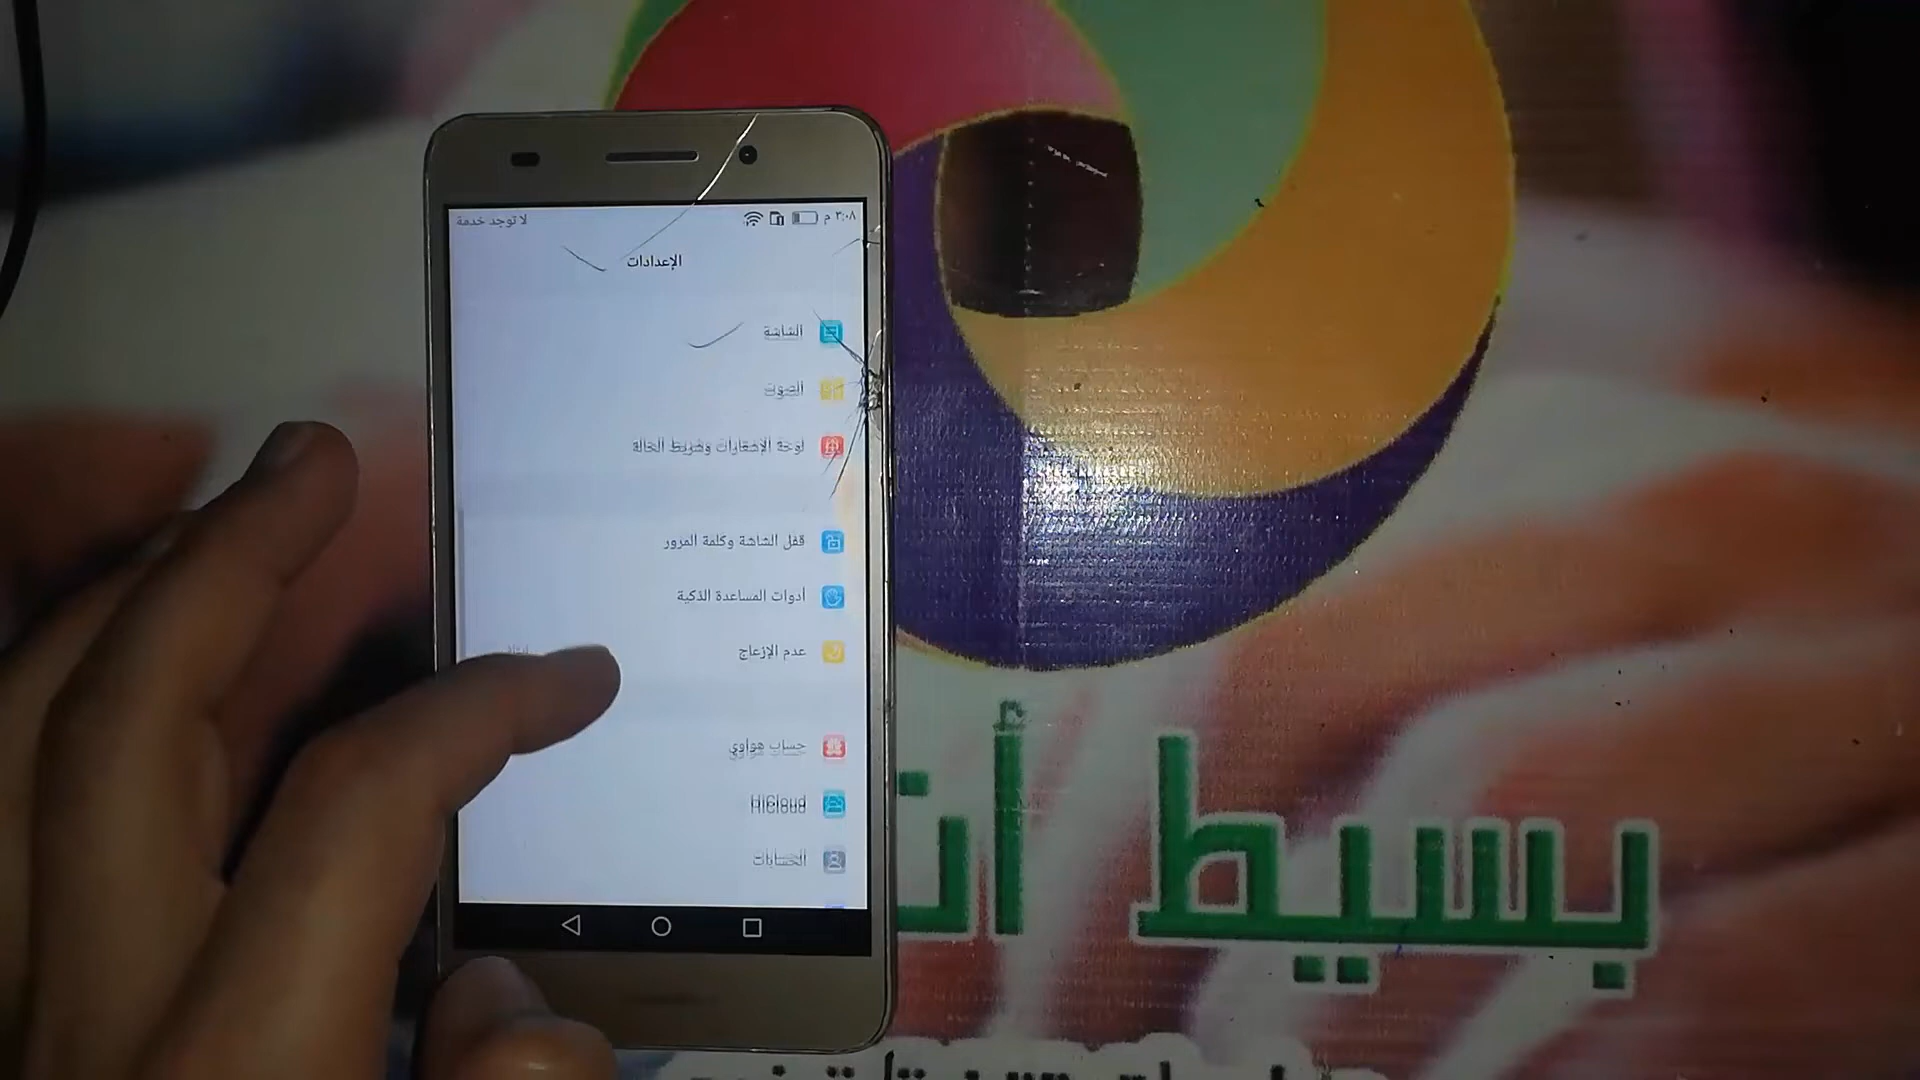 لا توجد خدمة
٣:٠٨ م
الإعدادات
الشاشة
الصوت
لوحة الإشعارات وشريط الحالة
قفل الشاشة وكلمة المرور
أدوات المساعدة الذكية
عدم الإزعاج
حساب هواوي
HiCloud
الحسابات
بسيط أن